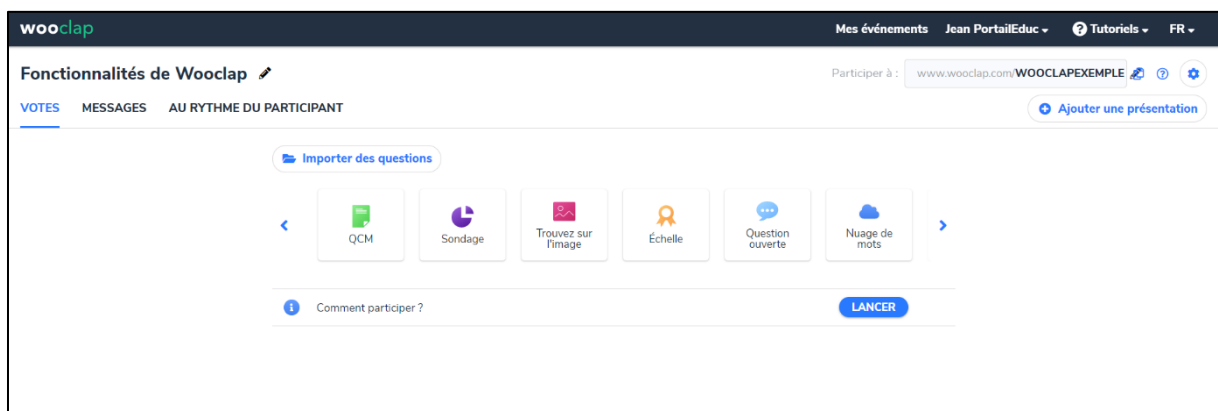 wooclap
Mes événements Jean PortailEduc Tutoriels FR
Fonctionnalités de Wooclap
Participer à : www.wooclap.com/WOOCLAPEXEMPLE
VOTES MESSAGES AU RYTHME DU PARTICIPANT
Ajouter une présentation
Importer des questions
QCM
Sondage
Trouvez sur
l'image
Échelle
Question
ouverte
Nuage de
mots
Comment participer ?
LANCER